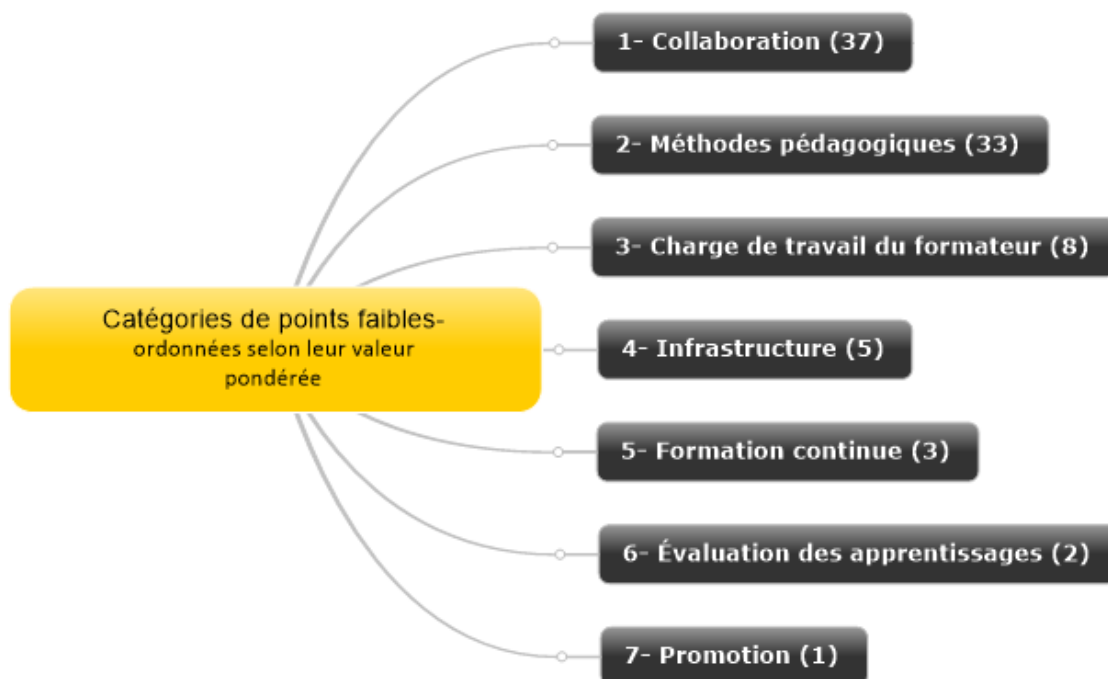 1- Collaboration (37)
2- Méthodes pédagogiques (33)
3- Charge de travail du formateur (8)
Catégories de points faibles-
ordonnées selon leur valeur
pondérée
4- Infrastructure (5)
5- Formation continue (3)
6- Évaluation des apprentissages (2)
7- Promotion (1)